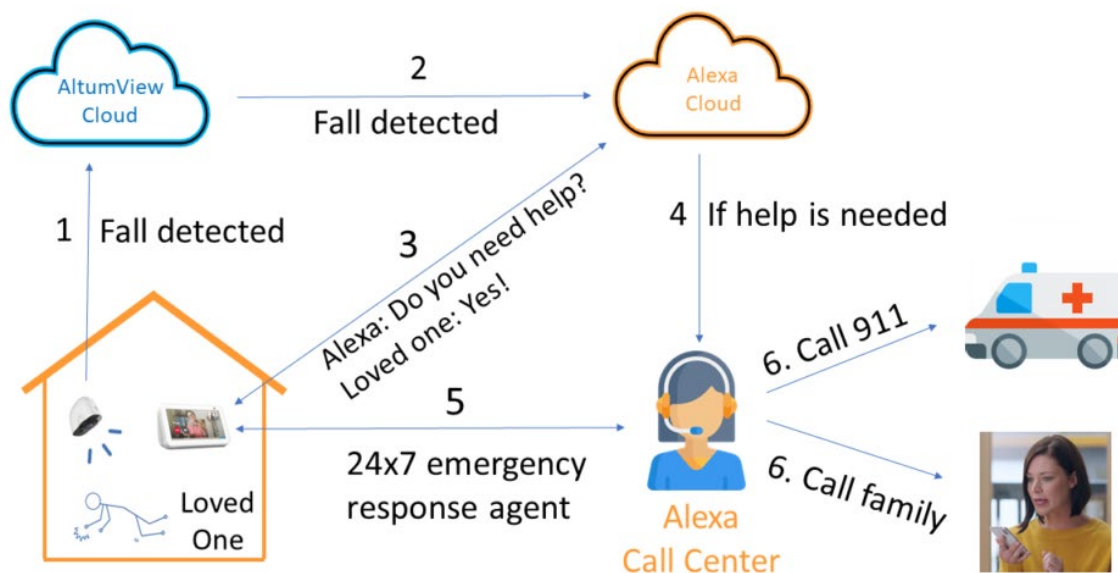 AltumView
Cloud
2
Fall detected
Alexa
Cloud
1 Fall detected
3
Alexa: Do you need help?
Loved one: Yes!
4 If help is needed
5
24x7 emergency
response agent
Loved
One
Alexa
Call Center
6. Call 911
6. Call family